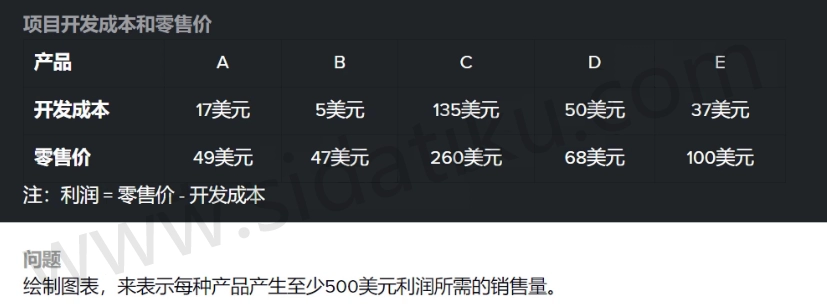 项目开发成本和零售价
产品 A B C D E
开发成本 17美元 5美元 135美元 50美元 37美元
零售价 49美元 47美元 260美元 68美元 100美元
注：利润 = 零售价 - 开发成本
问题
绘制图表，来表示每种产品产生至少500美元利润所需的销售量。
www.sidatiku.com